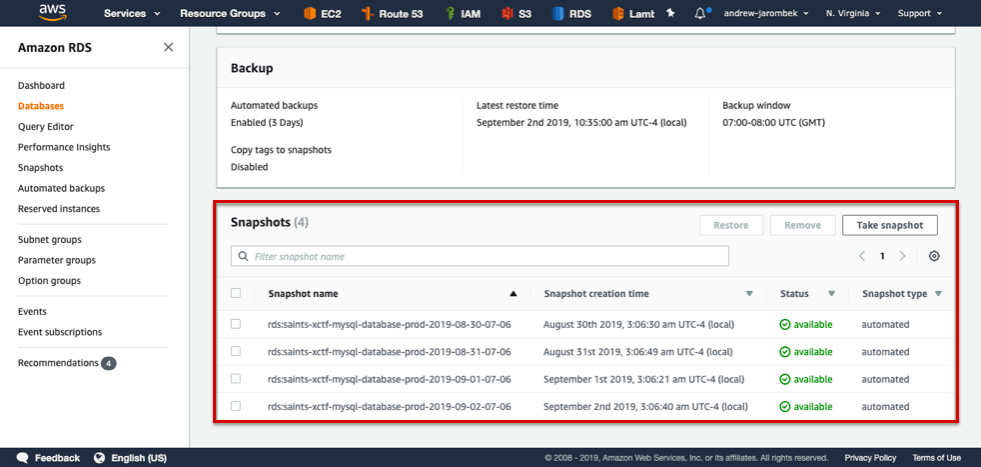 aws Services Resource Groups EC2 Route 53 IAM S3 RDS Lamb andrew-jarombek N. Virginia Support
Amazon RDS
Dashboard
Databases
Query Editor
Performance Insights
Snapshots
Automated backups
Reserved instances
Subnet groups
Parameter groups
Option groups
Events
Event subscriptions
Recommendations 4
Backup
Automated backups
Enabled (3 Days)
Copy tags to snapshots
Disabled
Latest restore time
September 2nd 2019, 10:35:00 am UTC-4 (local)
Backup window
07:00-08:00 UTC (GMT)
Snapshots (4) Restore Remove Take snapshot
Filter snapshot name 1
Snapshot name Snapshot creation time Status Snapshot type
rds:saints-xctf-mysql-database-prod-2019-08-30-07-06 August 30th 2019, 3:06:30 am UTC-4 (local) available automated
rds:saints-xctf-mysql-database-prod-2019-08-31-07-06 August 31st 2019, 3:06:49 am UTC-4 (local) available automated
rds:saints-xctf-mysql-database-prod-2019-09-01-07-06 September 1st 2019, 3:06:21 am UTC-4 (local) available automated
rds:saints-xctf-mysql-database-prod-2019-09-02-07-06 September 2nd 2019, 3:06:40 am UTC-4 (local) available automated
Feedback English (US) © 2008 - 2019, Amazon Web Services, Inc. or its affiliates. All rights reserved. Privacy Policy Terms of Use